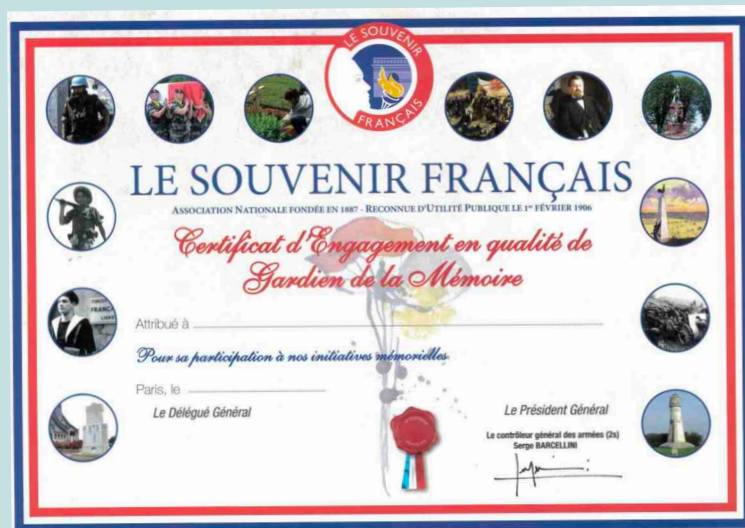 LE SOUVENIR
FRANÇAIS
LE SOUVENIR FRANÇAIS
ASSOCIATION NATIONALE FONDÉE EN 1887 - RECONNUE D'UTILITÉ PUBLIQUE LE 1er FÉVRIER 1906
Certificat d'Engagement en qualité de
Gardien de la Mémoire
FRANÇA
LIBRE
Attribué à
Pour sa participation à nos initiatives mémorielles
Paris, le
Le Délégué Général
Le Président Général
Le contrôleur général des armées (2s)
Serge BARCELLINI